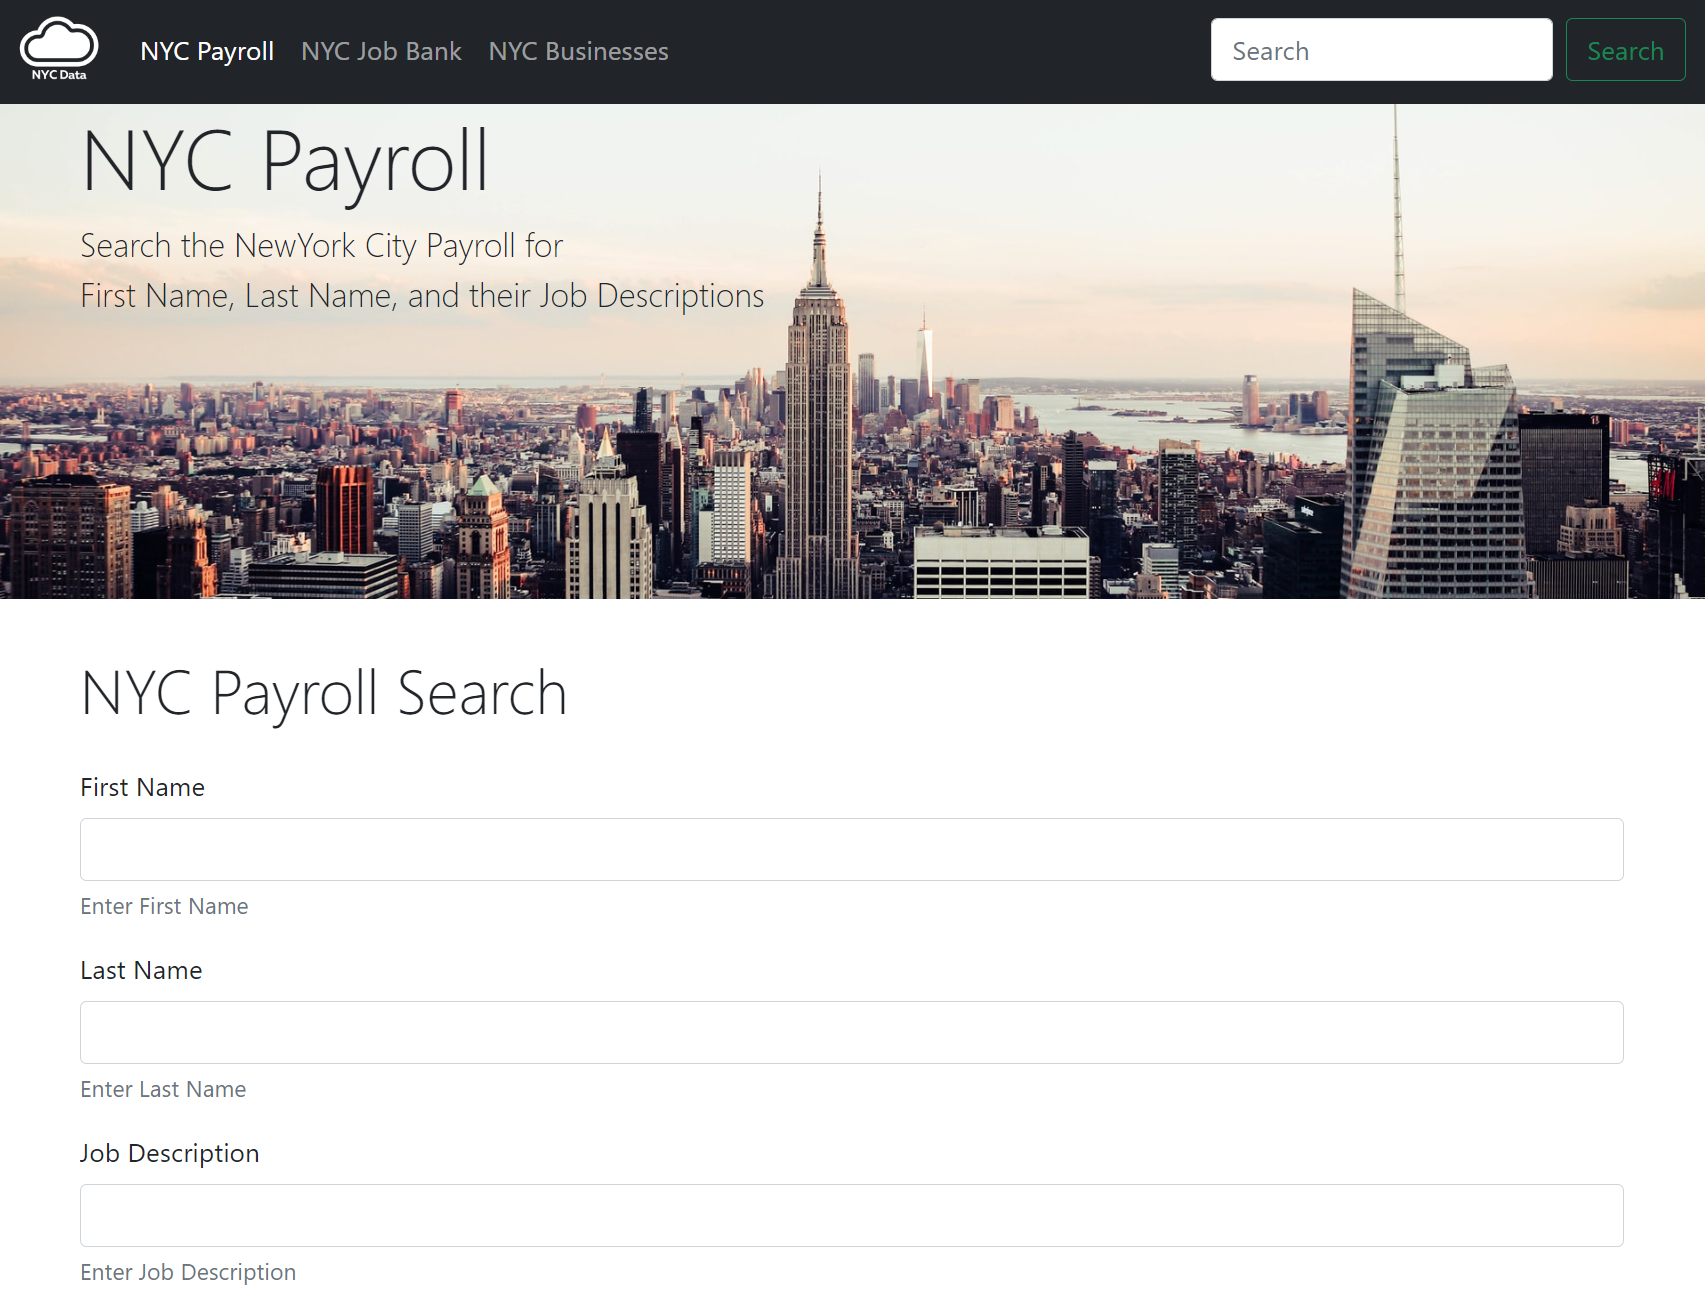 NYC Data
NYC Payroll
NYC Job Bank
NYC Businesses
Search
Search
NYC Payroll
Search the NewYork City Payroll for
First Name, Last Name, and their Job Descriptions
NYC Payroll Search
First Name
Enter First Name
Last Name
Enter Last Name
Job Description
Enter Job Description